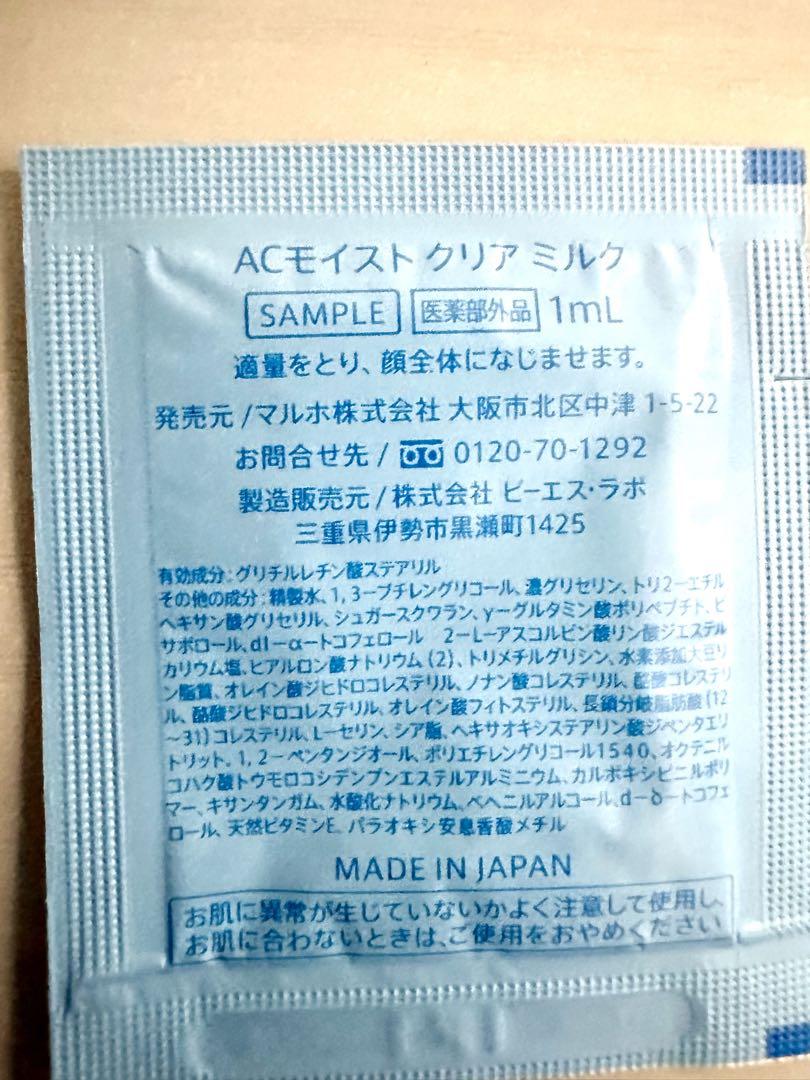 ACモイスト クリア ミルク
SAMPLE 医薬部外品 1mL
適量をとり、顔全体になじませます。
発売元/マルホ株式会社 大阪市北区中津 1-5-22
お問合せ先/ 0120-70-1292
製造販売元/株式会社 ピーエス・ラボ
三重県伊勢市黒瀬町1425
有効成分:グリチルレチン酸ステアリル
その他の成分:精製水、1, 3-ブチレングリコール、濃グリセリン、トリ2-エチル
ヘキサン酸グリセリル、シュガースクワラン、γ-グルタミン酸ポリペプチド、ビ
サボロール、dl-α-トコフェロール 2-L-アスコルビン酸リン酸ジエステル
カリウム塩、ヒアルロン酸ナトリウム(2)、トリメチルグリシン、水素添加大豆リ
ン脂質、オレイン酸ジヒドロコレステリル、ノナン酸コレステリル、酪酸コレステリ
ル、酪酸ジヒドロコレステリル、オレイン酸フィトステリル、長鎖分岐脂肪酸(12
~31)コレステリル、L-セリン、シア脂、ヘキサオキシステアリン酸ジペンタエリ
トリット、1, 2-ペンタンジオール、ポリエチレングリコール1540、オクテニル
コハク酸トウモロコシデンプンエステルアルミニウム、カルボキシビニルポリ
マー、キサンタンガム、水酸化ナトリウム、ベヘニルアルコール、d-δ-トコフェ
ロール、天然ビタミンE、パラオキシ安息香酸メチル
MADE IN JAPAN
お肌に異常が生じていないかよく注意して使用し、
お肌に合わないときは、ご使用をおやめください